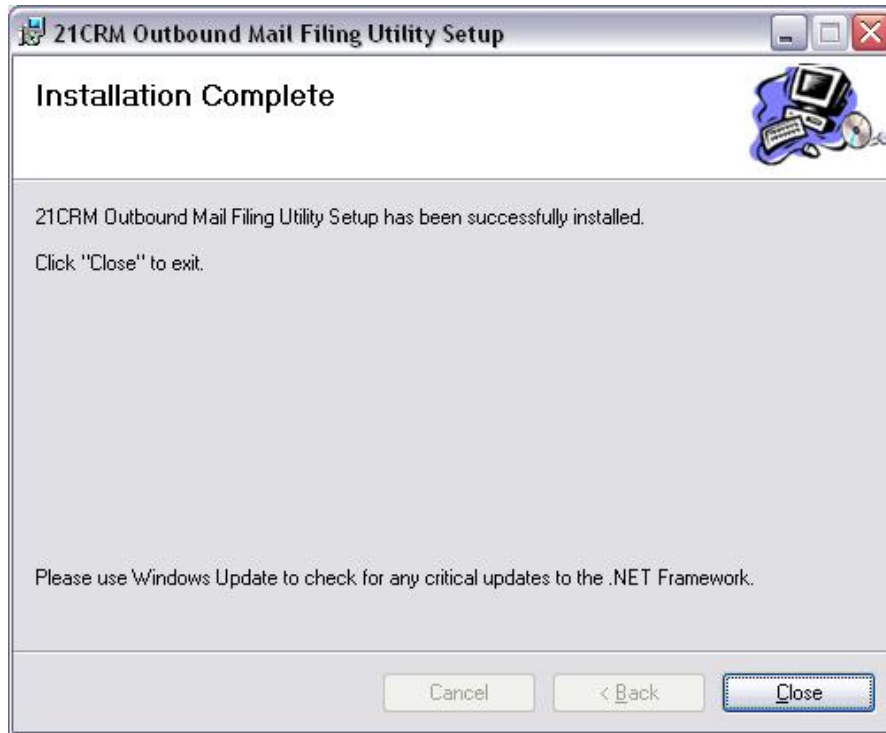 21CRM Outbound Mail Filing Utility Setup
Installation Complete
21CRM Outbound Mail Filing Utility Setup has been successfully installed.
Click "Close" to exit.
Please use Windows Update to check for any critical updates to the .NET Framework.
Cancel
< Back
Close